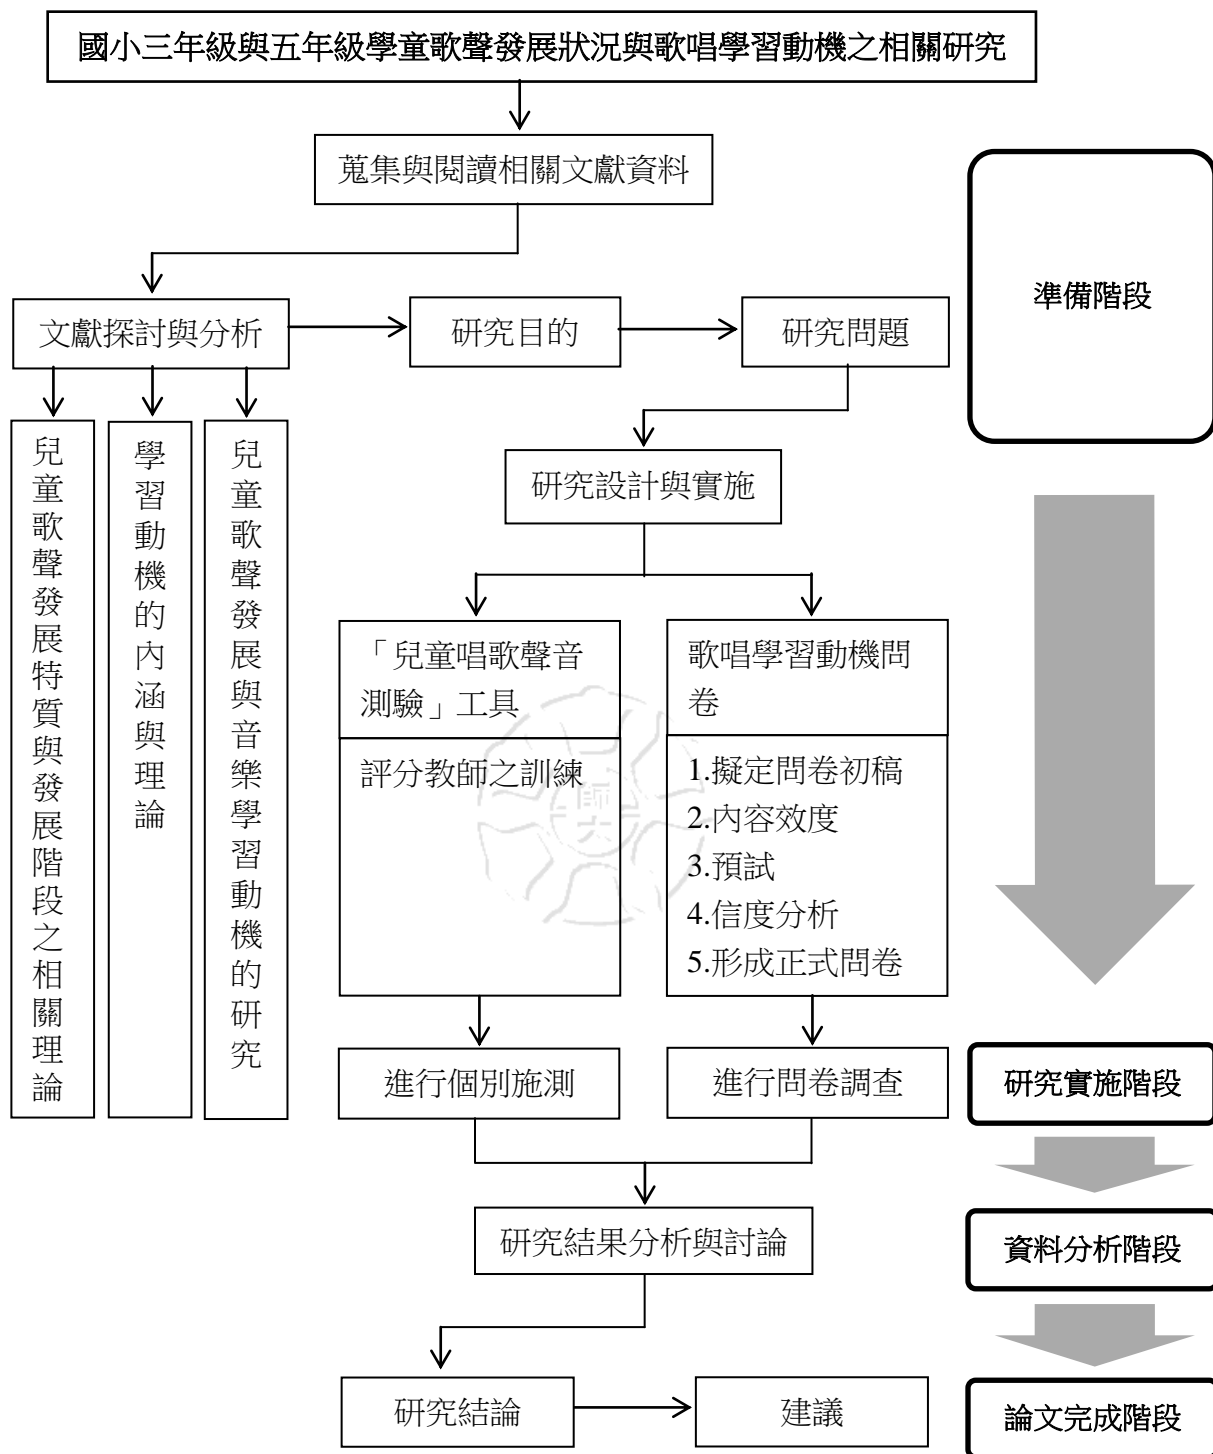 國小三年級與五年級學童歌聲發展狀況與歌唱學習動機之相關研究
蒐集與閱讀相關文獻資料
準備階段
文獻探討與分析
研究目的
研究問題
兒童歌聲發展特質與發展階段之相關理論
學習動機的內涵與理論
兒童歌聲發展與音樂學習動機的研究
研究設計與實施
「兒童唱歌聲音
測驗」工具
評分教師之訓練
歌唱學習動機問
卷
1.擬定問卷初稿
2.內容效度
3.預試
4.信度分析
5.形成正式問卷
師大
進行個別施測
進行問卷調查
研究實施階段
研究結果分析與討論
資料分析階段
研究結論
建議
論文完成階段